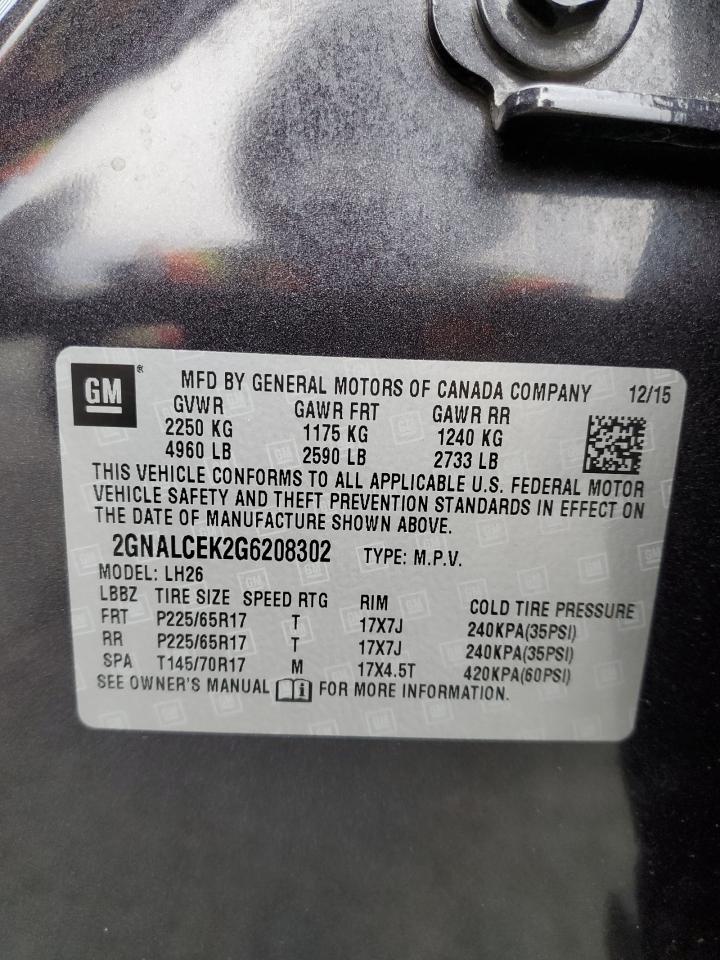 GM® MFD BY GENERAL MOTORS OF CANADA COMPANY 12/15
GVWR GAWR FRT GAWR RR
2250 KG 1175 KG 1240 KG
4960 LB 2590 LB 2733 LB
THIS VEHICLE CONFORMS TO ALL APPLICABLE U.S. FEDERAL MOTOR
VEHICLE SAFETY AND THEFT PREVENTION STANDARDS IN EFFECT ON
THE DATE OF MANUFACTURE SHOWN ABOVE.
2GNALCEK2G6208302 TYPE: M.P.V.
MODEL: LH26
LBBZ TIRE SIZE SPEED RTG RIM COLD TIRE PRESSURE
FRT P225/65R17 T 17X7J 240KPA(35PSI)
RR P225/65R17 T 17X7J 240KPA(35PSI)
SPA T145/70R17 M 17X4.5T 420KPA(60PSI)
SEE OWNER'S MANUAL FOR MORE INFORMATION.